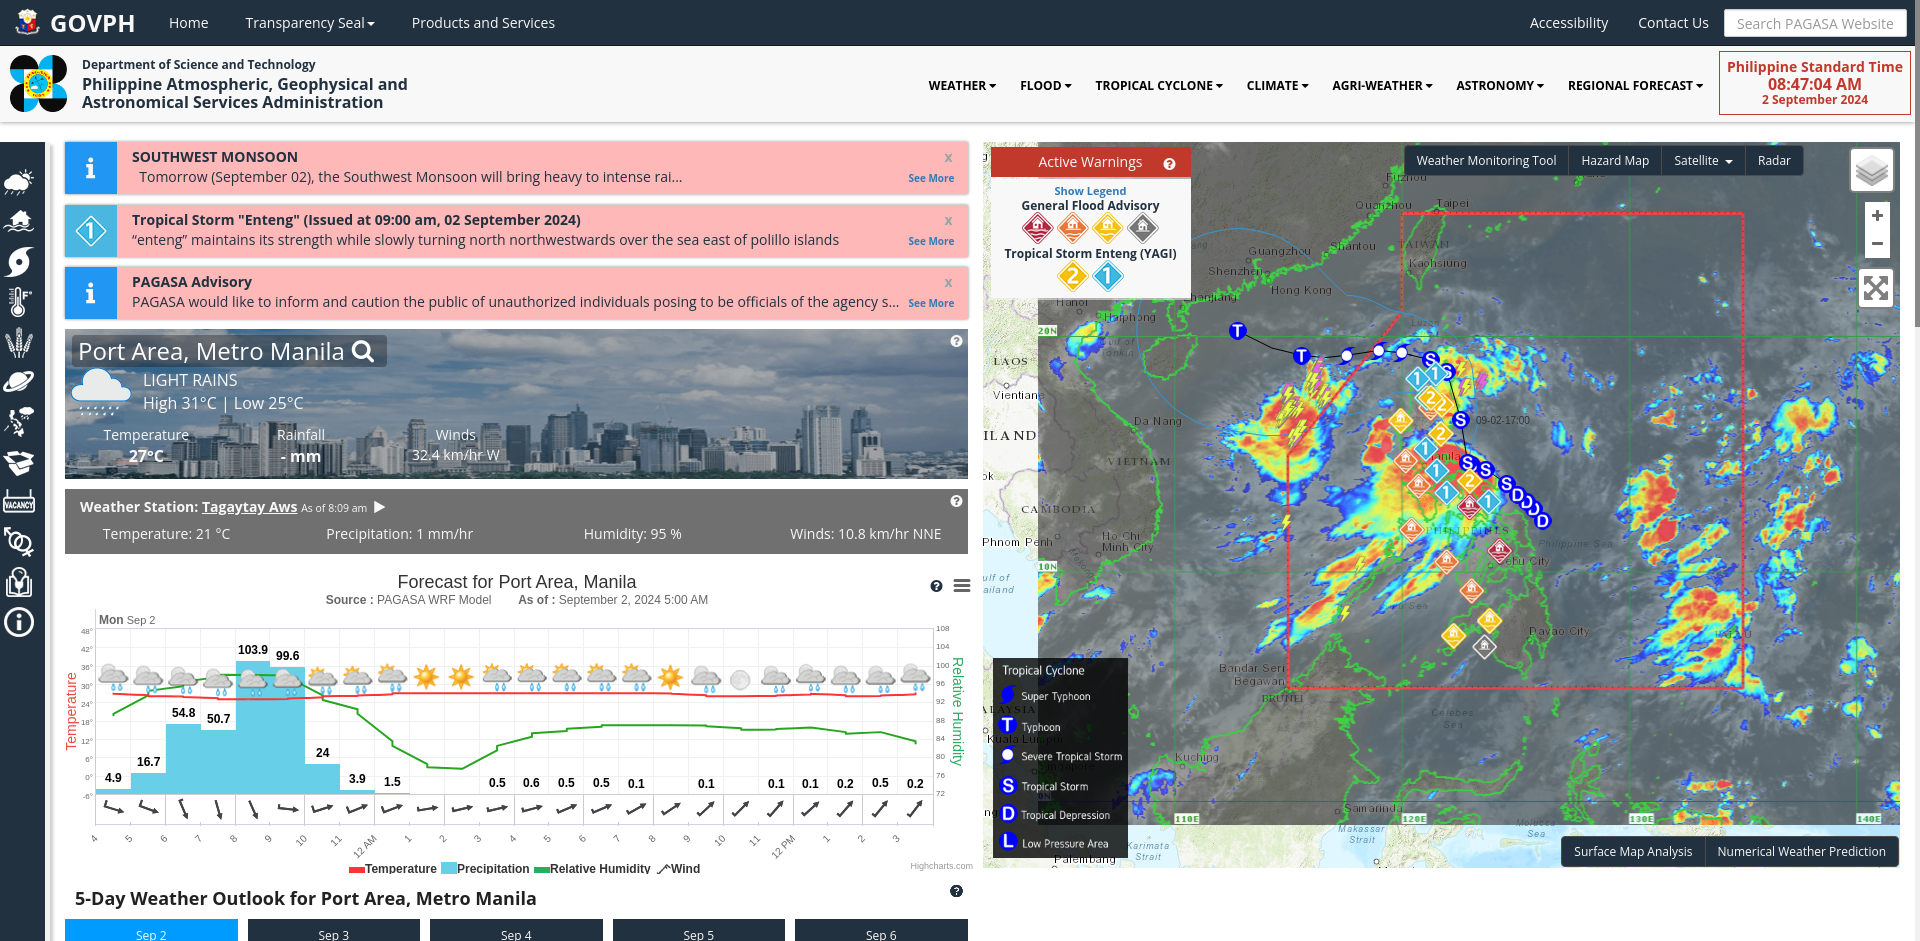 GOVPH
Home
Transparency Seal
Products and Services
Accessibility
Contact Us
Search PAGASA Website
Department of Science and Technology
Philippine Atmospheric, Geophysical and
Astronomical Services Administration
WEATHER
FLOOD
TROPICAL CYCLONE
CLIMATE
AGRI-WEATHER
ASTRONOMY
REGIONAL FORECAST
Philippine Standard Time
08:47:04 AM
2 September 2024
VACANCY
SOUTHWEST MONSOON
x
Tomorrow (September 02), the Southwest Monsoon will bring heavy to intense rai...
See More
1
Tropical Storm "Enteng" (Issued at 09:00 am, 02 September 2024)
x
“enteng” maintains its strength while slowly turning north northwestwards over the sea east of polillo islands
See More
PAGASA Advisory
x
PAGASA would like to inform and caution the public of unauthorized individuals posing to be officials of the agency s...
See More
Port Area, Metro Manila
LIGHT RAINS
High 31°C | Low 25°C
Temperature
Rainfall
Winds
27°C
- mm
32.4 km/hr W
Weather Station: Tagaytay Aws As of 8:09 am
Temperature: 21 °C
Precipitation: 1 mm/hr
Humidity: 95 %
Winds: 10.8 km/hr NNE
Forecast for Port Area, Manila
Source : PAGASA WRF Model As of : September 2, 2024 5:00 AM
Mon Sep 2
Temperature
48°
42°
36°
30°
24°
18°
12°
6°
0°
-6°
4.9
16.7
54.8
50.7
103.9
99.6
24
3.9
1.5
0.5
0.6
0.5
0.5
0.1
0.1
0.1
0.1
0.2
0.5
0.2
108
104
100
96
92
88
84
80
76
72
Relative Humidity
4
5
6
7
8
9
10
11
12 AM
1
2
3
4
5
6
7
8
9
10
11
12 PM
1
2
3
Temperature
Precipitation
Relative Humidity
Wind
Highcharts.com
5-Day Weather Outlook for Port Area, Metro Manila
Sep 2
Sep 3
Sep 4
Sep 5
Sep 6
Active Warnings
Show Legend
General Flood Advisory
Tropical Storm Enteng (YAGI)
2
1
Weather Monitoring Tool
Hazard Map
Satellite
Radar
+
−
Fuzhou
Quanzhou
Taipei
Guangzhou
Shantou
TAIWAN
Shenzhen
Kaohsiung
Hong Kong
Zhanjiang
Hanoi
Haiphong
20N
Gulf of
Tonkin
LAOS
Vientiane
Da Nang
09-02-17:00
VIETNAM
CAMBODIA
Phnom Penh
Ho Chi
Minh City
PHILIPPINES
Philippine Sea
Cebu City
10N
Davao City
PALAU
Bandar Seri
Begawan
BRUNEI
Celebes
Sea
Kuala Lumpur
Kuching
Samarinda
110E
120E
130E
140E
Makassar
Strait
Molucca
Sea
Karimata
Strait
Palembang
Tropical Cyclone
Super Typhoon
T Typhoon
Severe Tropical Storm
S Tropical Storm
D Tropical Depression
L Low Pressure Area
Surface Map Analysis
Numerical Weather Prediction